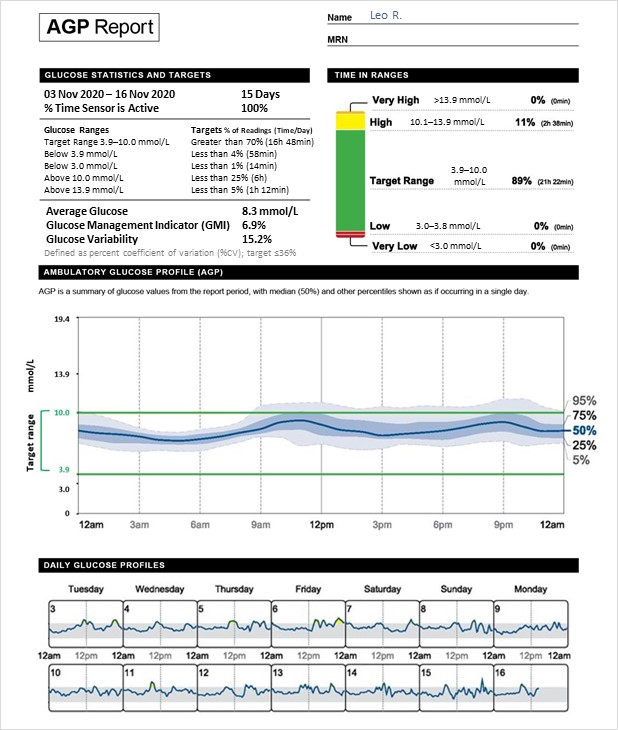 AGP Report
Name Leo R.
MRN
GLUCOSE STATISTICS AND TARGETS
03 Nov 2020 – 16 Nov 2020 15 Days
% Time Sensor is Active 100%
Glucose Ranges Targets % of Readings (Time/Day)
Target Range 3.9–10.0 mmol/L Greater than 70% (16h 48min)
Below 3.9 mmol/L Less than 4% (58min)
Below 3.0 mmol/L Less than 1% (14min)
Above 10.0 mmol/L Less than 25% (6h)
Above 13.9 mmol/L Less than 5% (1h 12min)
Average Glucose 8.3 mmol/L
Glucose Management Indicator (GMI) 6.9%
Glucose Variability 15.2%
Defined as percent coefficient of variation (%CV); target ≤36%
TIME IN RANGES
Very High >13.9 mmol/L 0% (0min)
High 10.1–13.9 mmol/L 11% (2h 38min)
Target Range 3.9–10.0 mmol/L 89% (21h 22min)
Low 3.0–3.8 mmol/L 0% (0min)
Very Low <3.0 mmol/L 0% (0min)
AMBULATORY GLUCOSE PROFILE (AGP)
AGP is a summary of glucose values from the report period, with median (50%) and other percentiles shown as if occurring in a single day.
mmol/L
Target range
19.4
13.9
10.0
3.9
3.0
0
95%
75%
50%
25%
5%
12am 3am 6am 9am 12pm 3pm 6pm 9pm 12am
DAILY GLUCOSE PROFILES
Tuesday Wednesday Thursday Friday Saturday Sunday Monday
3 4 5 6 7 8 9
12am 12pm 12am 12pm 12am 12pm 12am 12pm 12am 12pm 12am 12pm 12am 12pm 12am
10 11 12 13 14 15 16